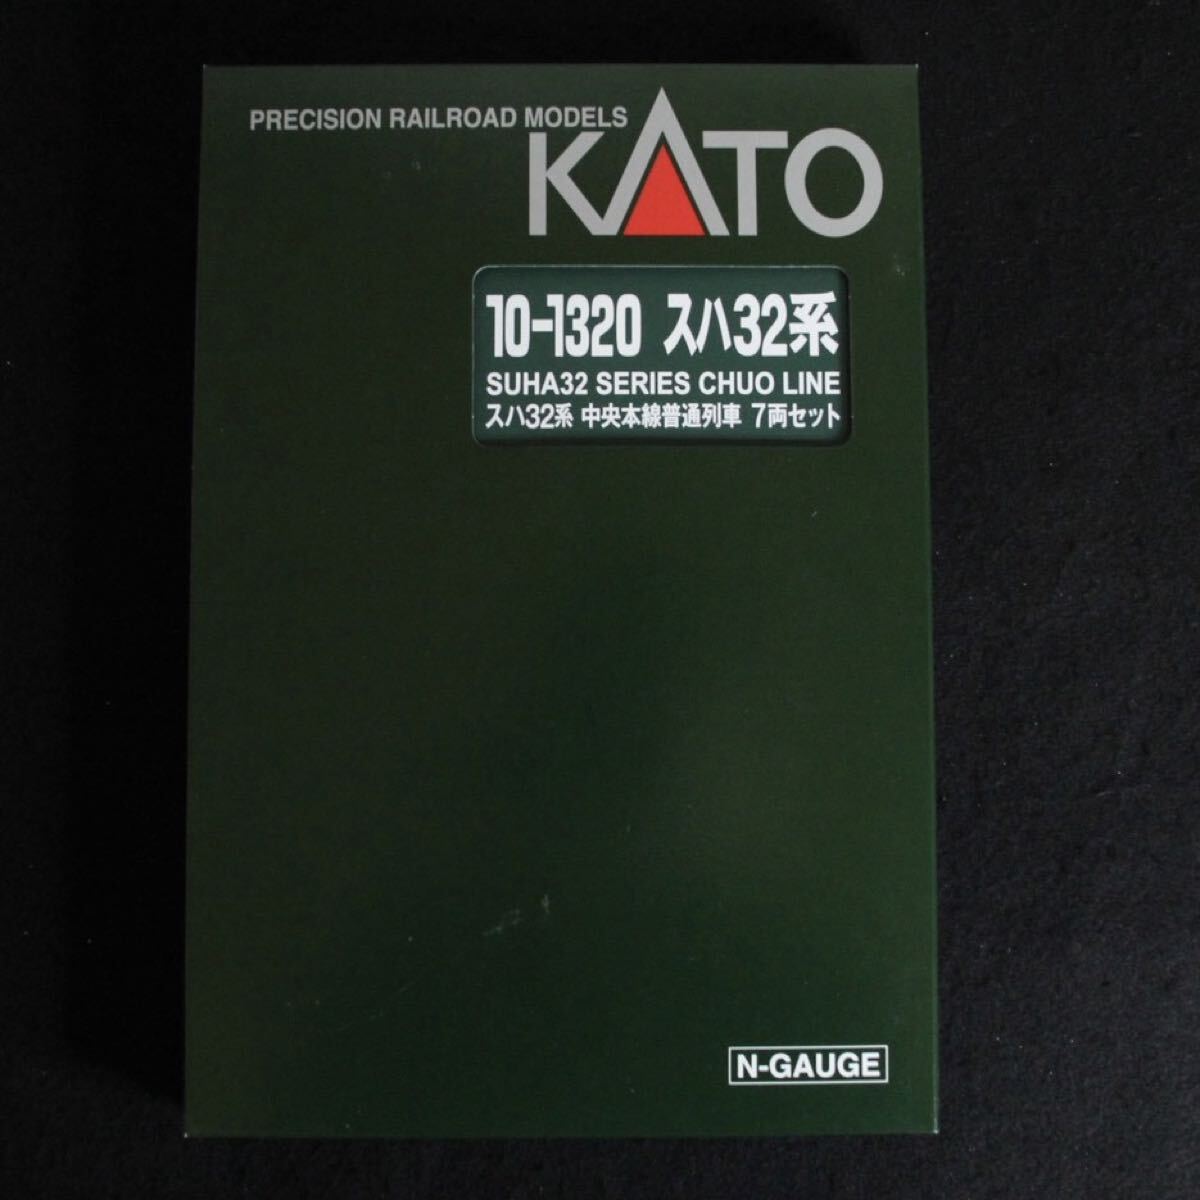 PRECISION RAILROAD MODELS
KATO
10-1320 スハ32系
SUHA32 SERIES CHUO LINE
スハ32系 中央本線普通列車 7両セット
N-GAUGE